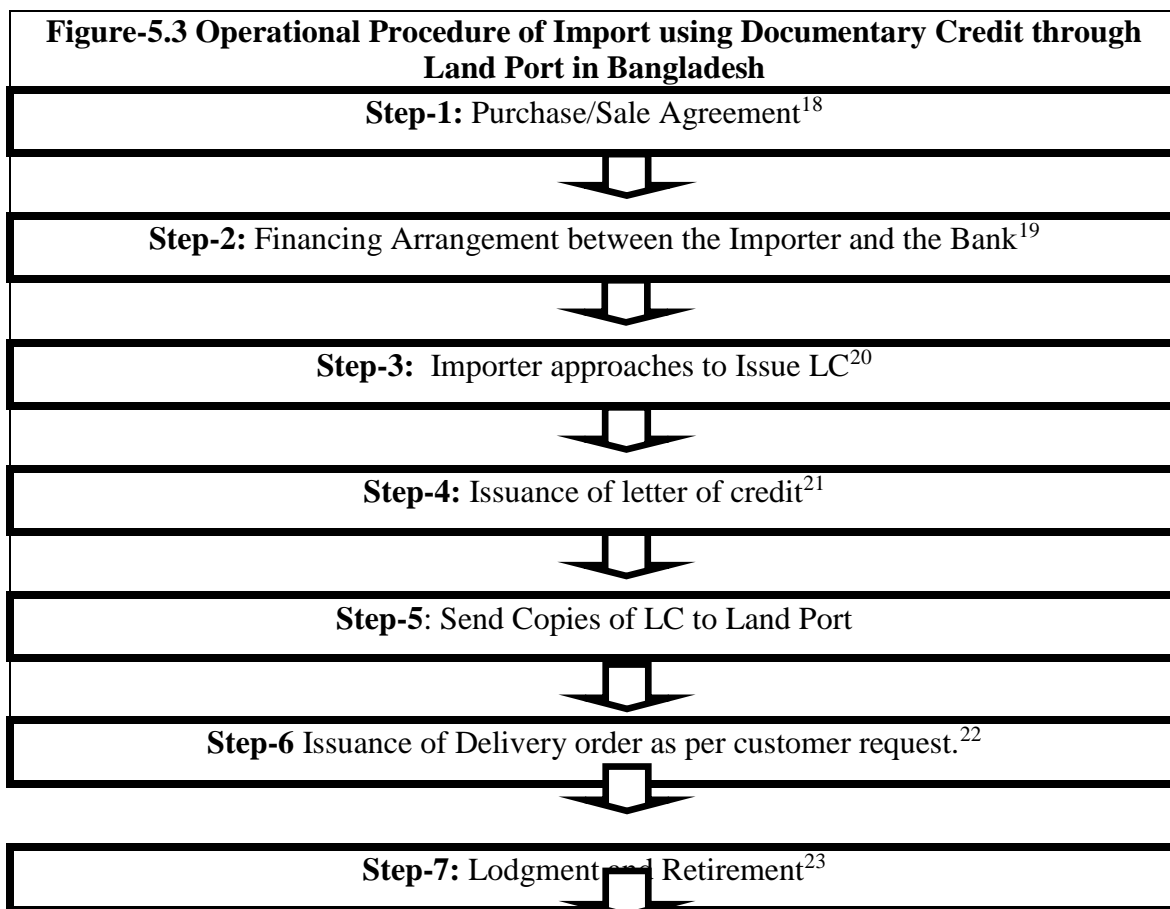 Figure-5.3 Operational Procedure of Import using Documentary Credit through
Land Port in Bangladesh
Step-1: Purchase/Sale Agreement18
Step-2: Financing Arrangement between the Importer and the Bank19
Step-3: Importer approaches to Issue LC20
Step-4: Issuance of letter of credit21
Step-5: Send Copies of LC to Land Port
Step-6 Issuance of Delivery order as per customer request.22
Step-7: Lodgment and Retirement23